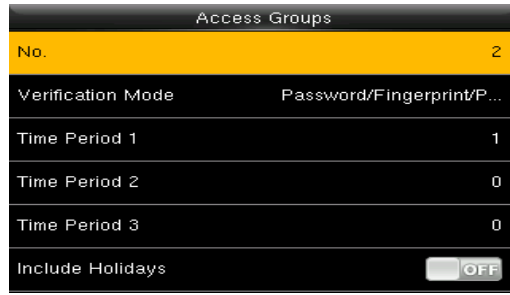 Access Groups
No. 2
Verification Mode Password/Fingerprint/P...
Time Period 1 1
Time Period 2 0
Time Period 3 0
Include Holidays OFF